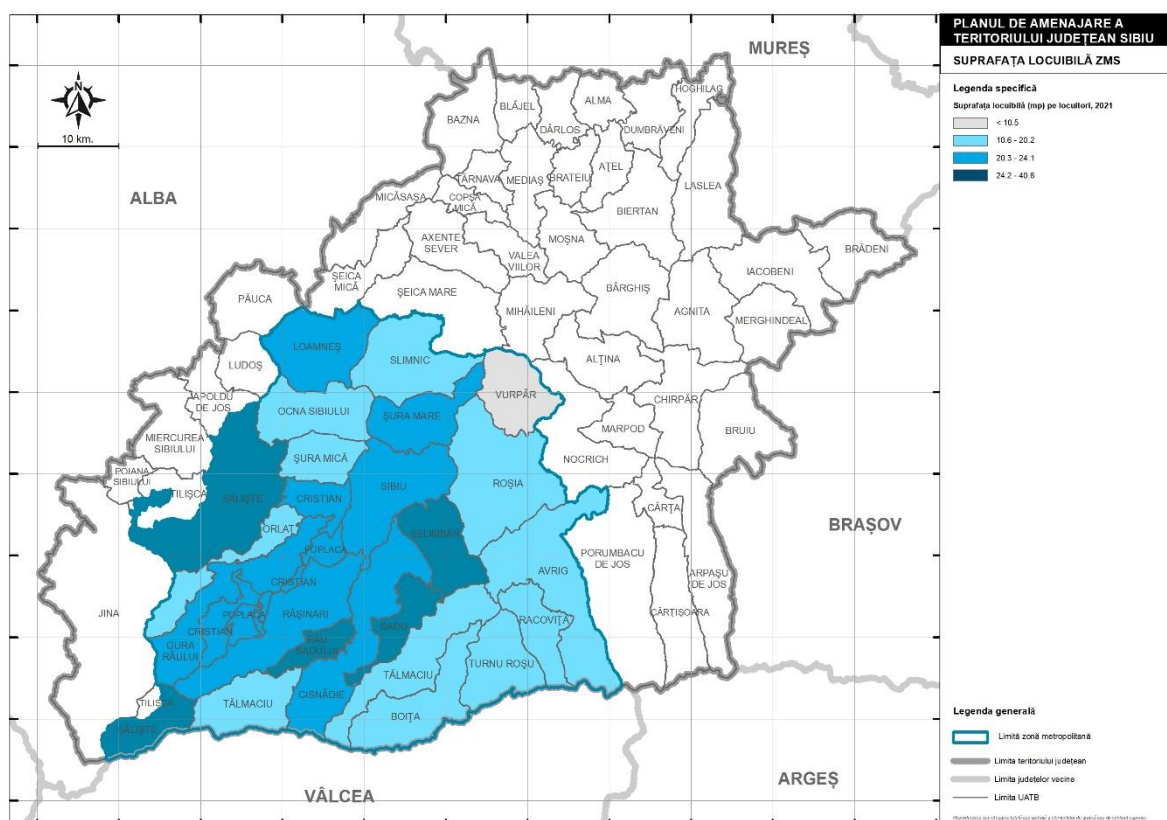 PLANUL DE AMENAJARE A
TERITORIULUI JUDEȚEAN SIBIU
SUPRAFAȚA LOCUIBILĂ ZMS
Legenda specifică
Suprafața locuibilă (mp) pe locuitori, 2021
< 10.5
10.6 - 20.2
20.3 - 24.1
24.2 - 40.6
10 km.
MUREȘ
ALBA
BRAȘOV
ARGEȘ
VÂLCEA
HOGHILAG
BLĂJEL
ALMA
BAZNA
DÂRLOS
DUMBRĂVENI
AȚEL
TÂRNAVA
MEDIAȘ
BRATEIU
LASLEA
MICĂSASA
COPȘA
MICĂ
BIERTAN
AXENTE
SEVER
MOȘNA
BRĂDENI
VALEA
VIILOR
IACOBENI
ȘEICA
MICĂ
ȘEICA MARE
BÂRGHIȘ
PĂUCA
MIHĂILENI
AGNITA
MERGHINDEAL
LOAMNEȘ
SLIMNIC
ALȚINA
LUDOȘ
VURPĂR
APOLDU
DE JOS
OCNA SIBIULUI
ȘURA MARE
CHIRPĂR
MARPOD
BRUIU
MIERCUREA
SIBIULUI
ȘURA MICĂ
NOCRICH
POIANA
SIBIULUI
TILIȘCA
SĂLIȘTE
CRISTIAN
SIBIU
ROȘIA
CÂRȚA
ORLAT
ȘELIMBĂR
POPLACA
PORUMBACU
DE JOS
AVRIG
ARPAȘU
DE JOS
CRISTIAN
JINA
POPLACA
RĂȘINARI
RACOVIȚA
CÂRȚIȘOARA
CRISTIAN
SADU
GURA
RÂULUI
RÂU
SADULUI
TURNU ROȘU
TĂLMACIU
CISNĂDIE
TILIȘCA
TĂLMACIU
BOIȚA
SĂLIȘTE
Legenda generală
Limită zonă metropolitană
Limita teritoriului județean
Limita județelor vecine
Limita UATB